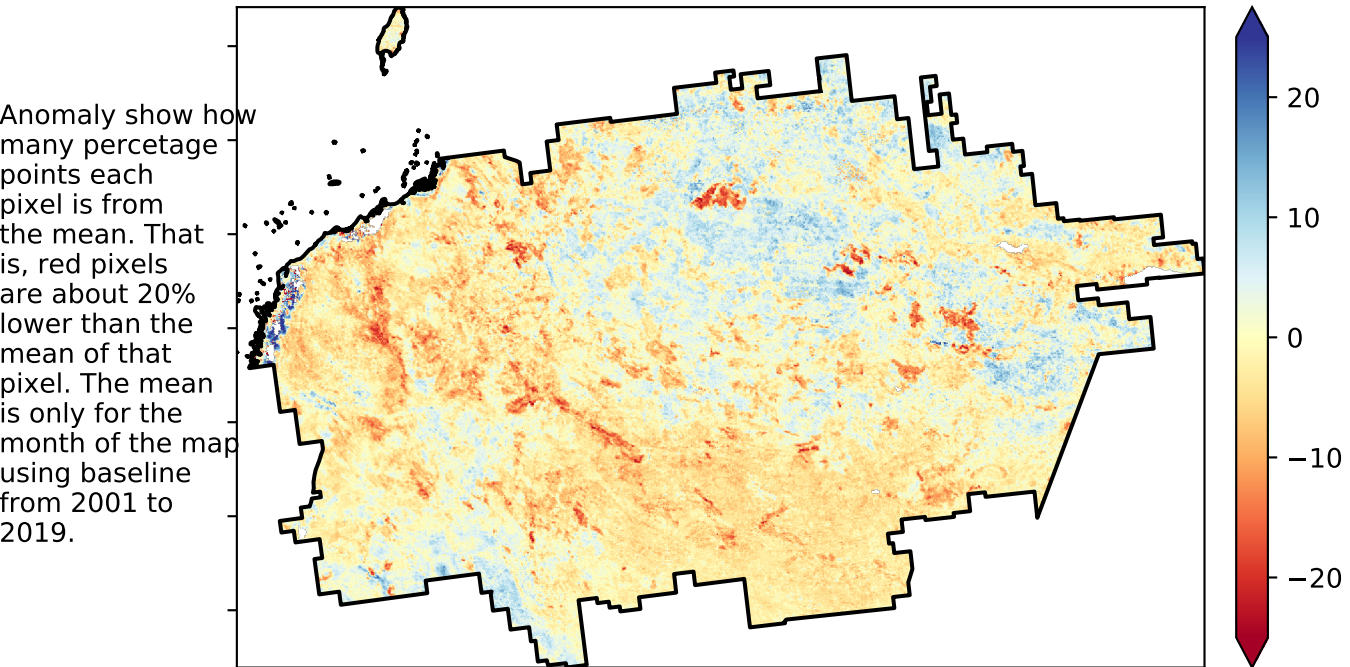 Anomaly show how
many percetage
points each
pixel is from
the mean. That
is, red pixels
are about 20%
lower than the
mean of that
pixel. The mean
is only for the
month of the map
using baseline
from 2001 to
2019.
20
10
0
−10
−20